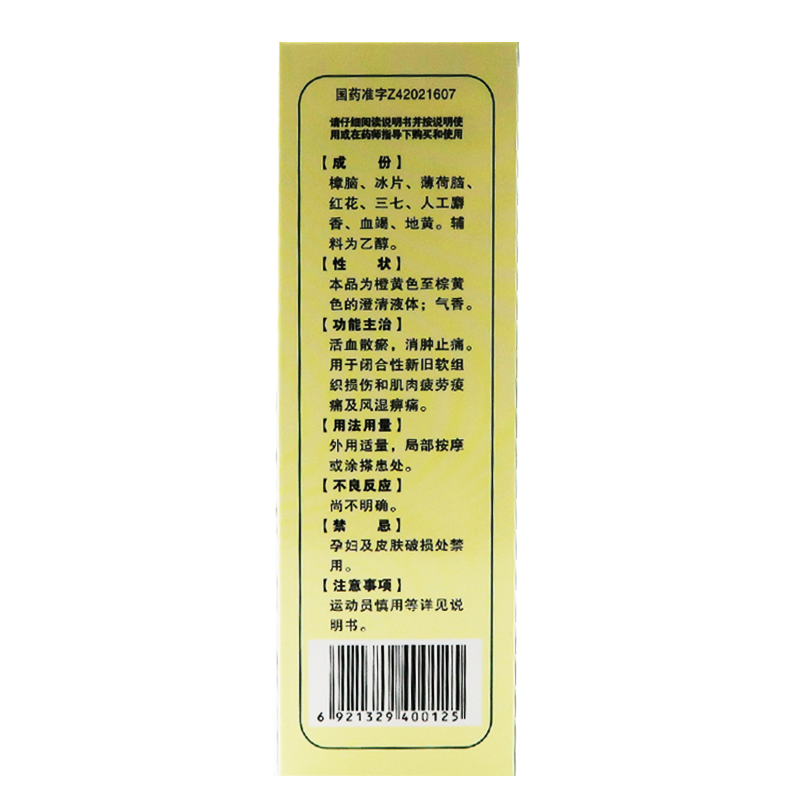 国药准字Z42021607
请仔细阅读说明书并按说明使
用或在药师指导下购买和使用
【成 份】
樟脑、冰片、薄荷脑、
红花、三七、人工麝
香、血竭、地黄。辅
料为乙醇。
【性 状】
本品为橙黄色至棕黄
色的澄清液体；气香。
【功能主治】
活血散瘀，消肿止痛。
用于闭合性新旧软组
织损伤和肌肉疲劳痠
痛及风湿痹痛。
【用法用量】
外用适量，局部按摩
或涂搽患处。
【不良反应】
尚不明确。
【禁 忌】
孕妇及皮肤破损处禁
用。
【注意事项】
运动员慎用等详见说
明书。
6 921329 400125